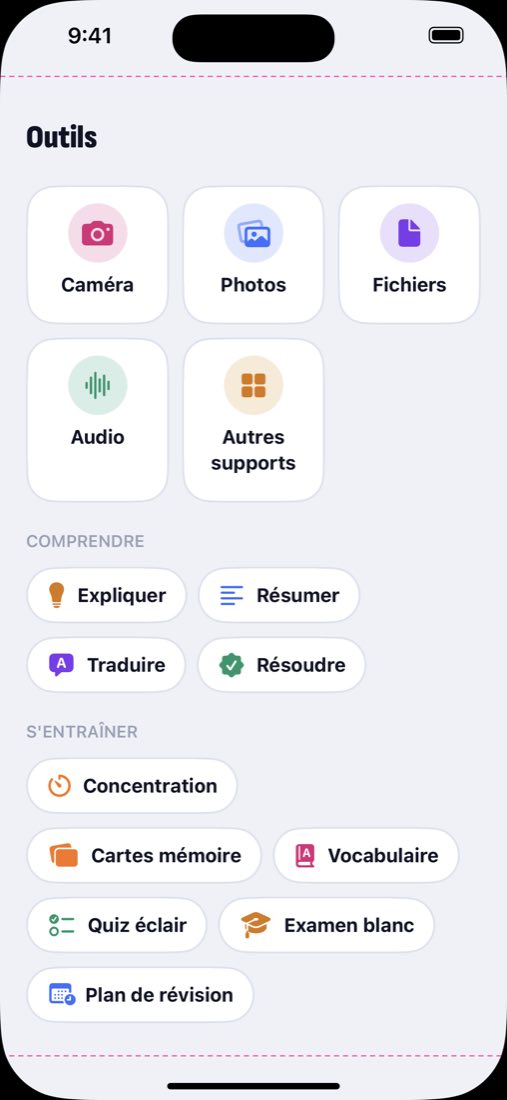 9:41
Outils
Caméra
Photos
Fichiers
Audio
Autres
supports
COMPRENDRE
Expliquer
Résumer
A
Traduire
Résoudre
S'ENTRAÎNER
Concentration
Cartes mémoire
A
Vocabulaire
Quiz éclair
Examen blanc
Plan de révision